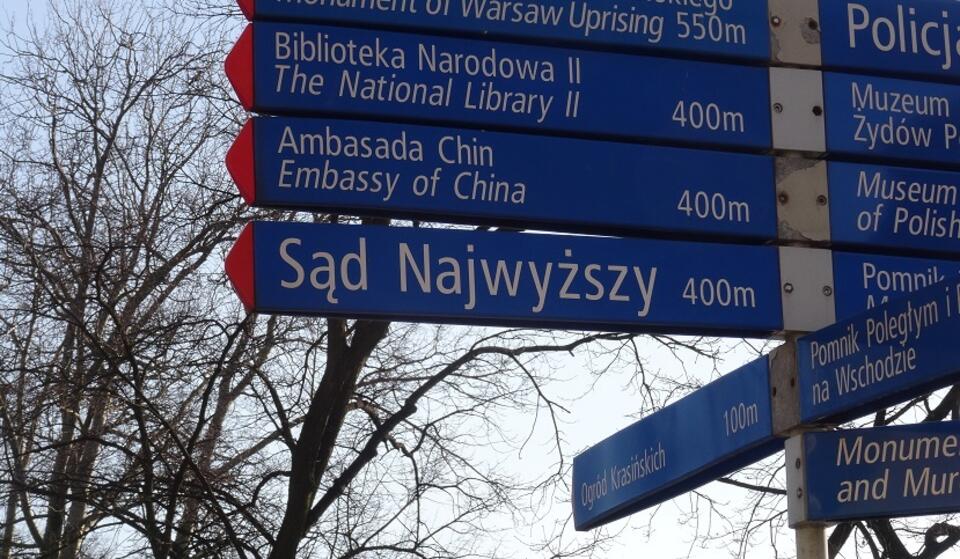 Monument of Warsaw Uprising 550m
Biblioteka Narodowa II
The National Library II 400m
Ambasada Chin
Embassy of China 400m
Sąd Najwyższy 400m
Ogród Krasińskich 100m
Policja
Muzeum
Żydów
Museum
of Polish
Pomnik
Pomnik Poległym i
na Wschodzie
Monume
and Mur